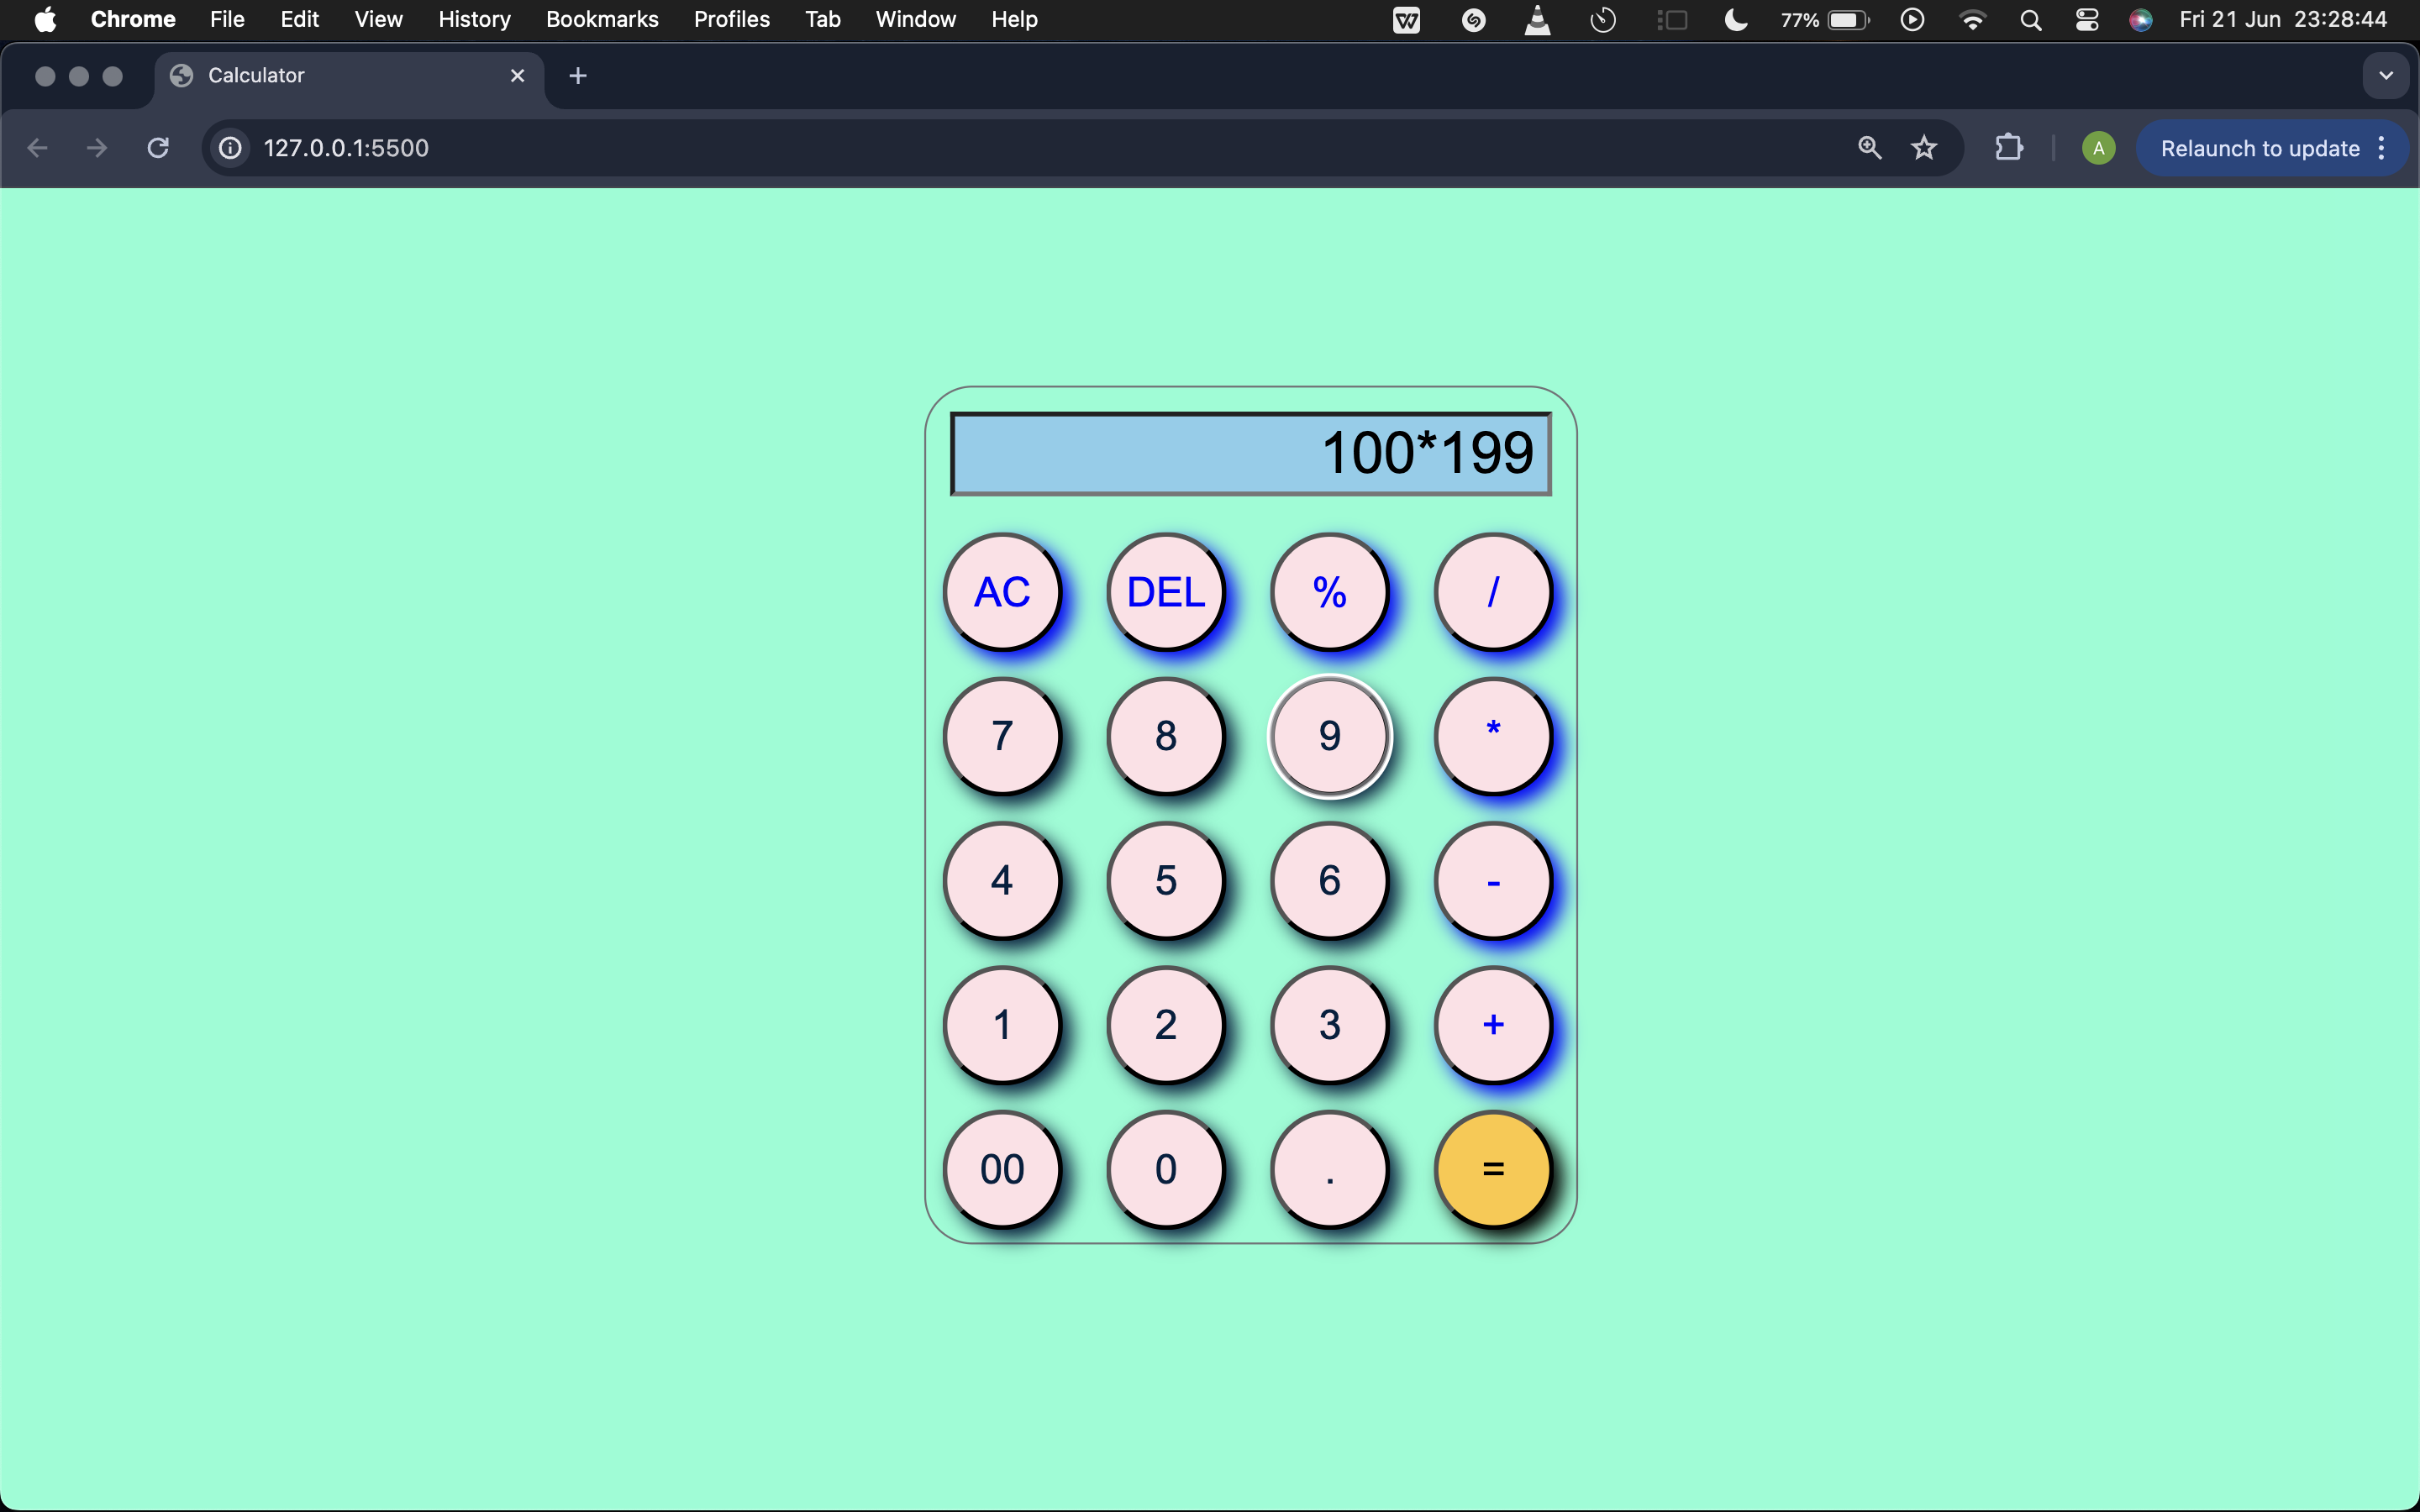 Chrome File Edit View History Bookmarks Profiles Tab Window Help 77% Fri 21 Jun 23:28:44
Calculator
127.0.0.1:5500 A Relaunch to update
100*199
AC DEL % /
7 8 9 *
4 5 6 -
1 2 3 +
00 0 . =